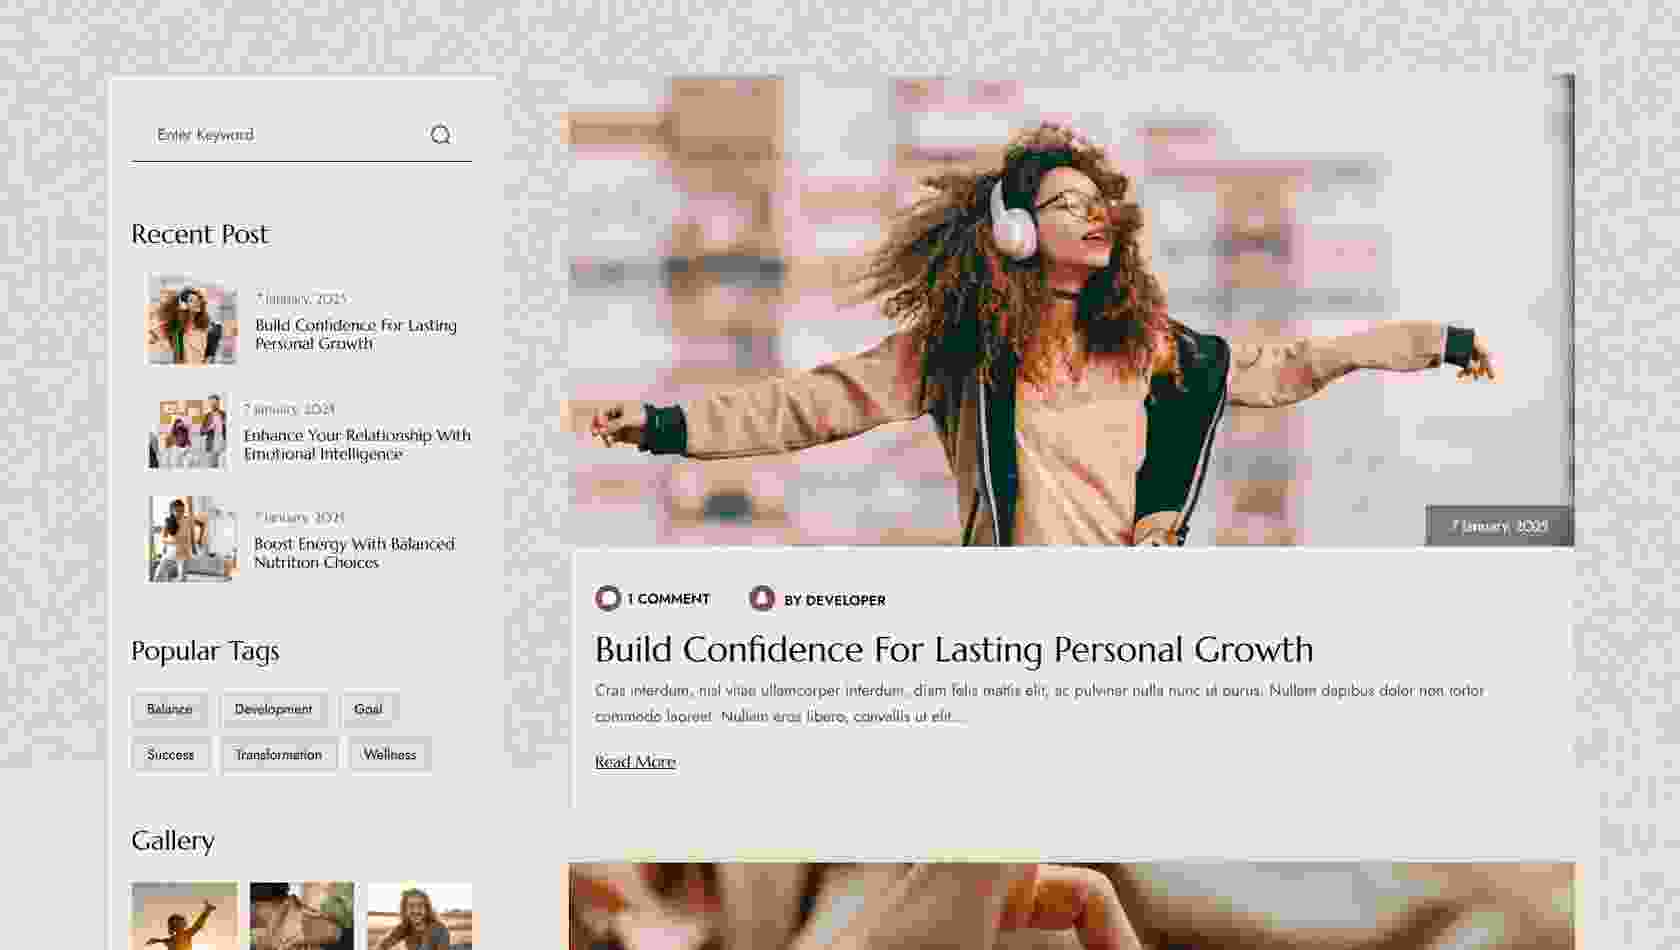 Enter Keyword
Recent Post
7 January, 2025
Build Confidence For Lasting
Personal Growth
7 January, 2025
Enhance Your Relationship With
Emotional Intelligence
7 January, 2025
Boost Energy With Balanced
Nutrition Choices
Popular Tags
Balance
Development
Goal
Success
Transformation
Wellness
Gallery
7 January, 2025
1 COMMENT
BY DEVELOPER
Build Confidence For Lasting Personal Growth
Cras interdum, nisl vitae ullamcorper interdum, diam felis mattis elit, ac pulvinar nulla nunc ut purus. Nullam dapibus dolor non tortor
commodo laoreet. Nullam eros libero, convallis ut elit...
Read More